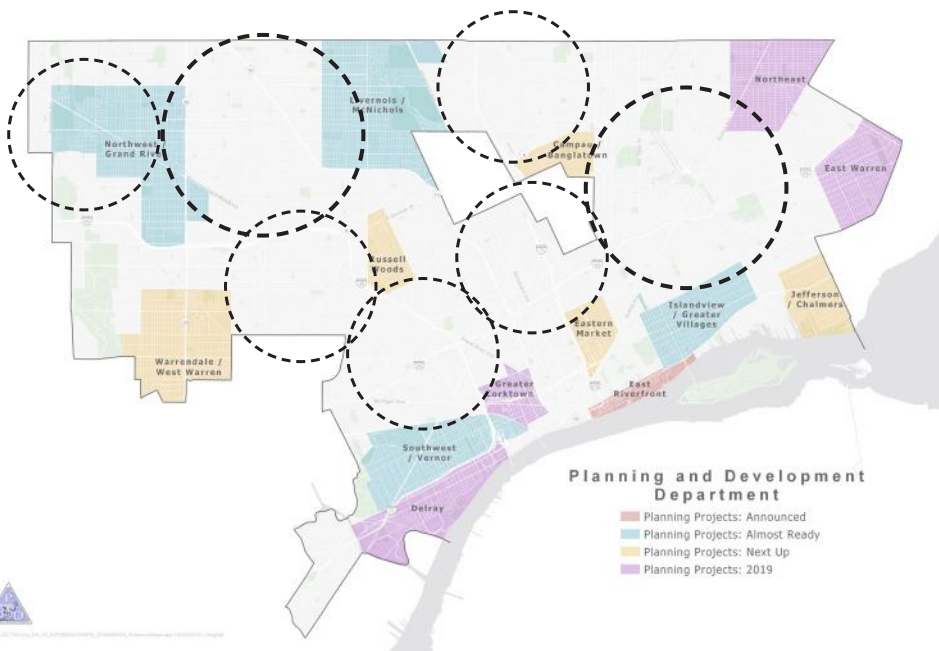 Northeast
Livernois /
McNichols
Northwest /
Grand River
Campau /
Banglatown
East Warren
Russell
Woods
Jefferson
/ Chalmers
Islandview
/ Greater
Villages
Eastern
Market
Warrendale /
West Warren
Greater
Corktown
East
Riverfront
Southwest
/ Vernor
Delray
Planning and Development
Department
Planning Projects: Announced
Planning Projects: Almost Ready
Planning Projects: Next Up
Planning Projects: 2019